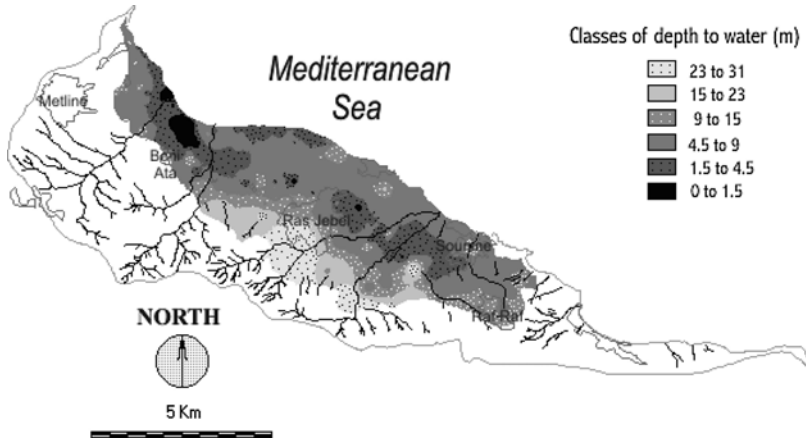 Classes of depth to water (m)
23 to 31
15 to 23
9 to 15
4.5 to 9
1.5 to 4.5
0 to 1.5
Mediterranean
Sea
Metline
Beni
Ata
Ras Jebel
Sounine
Raf-Raf
NORTH
5 Km